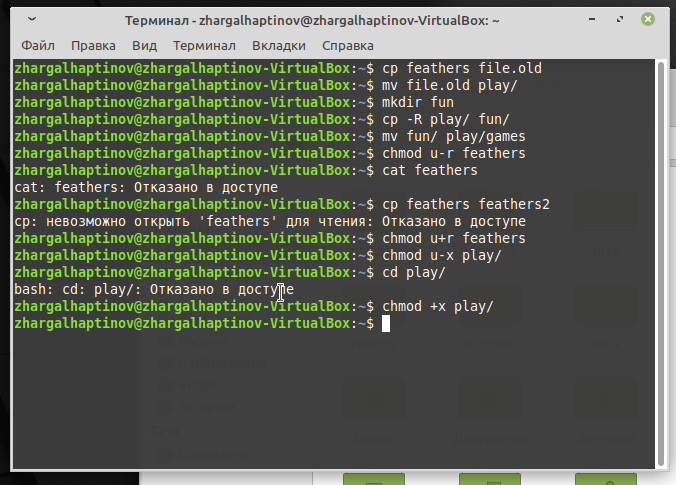 Терминал - zhargalhaptinov@zhargalhaptinov-VirtualBox: ~
Файл Правка Вид Терминал Вкладки Справка
zhargalhaptinov@zhargalhaptinov-VirtualBox:~$ cp feathers file.old
zhargalhaptinov@zhargalhaptinov-VirtualBox:~$ mv file.old play/
zhargalhaptinov@zhargalhaptinov-VirtualBox:~$ mkdir fun
zhargalhaptinov@zhargalhaptinov-VirtualBox:~$ cp -R play/ fun/
zhargalhaptinov@zhargalhaptinov-VirtualBox:~$ mv fun/ play/games
zhargalhaptinov@zhargalhaptinov-VirtualBox:~$ chmod u-r feathers
zhargalhaptinov@zhargalhaptinov-VirtualBox:~$ cat feathers
cat: feathers: Отказано в доступе
zhargalhaptinov@zhargalhaptinov-VirtualBox:~$ cp feathers feathers2
cp: невозможно открыть 'feathers' для чтения: Отказано в доступе
zhargalhaptinov@zhargalhaptinov-VirtualBox:~$ chmod u+r feathers
zhargalhaptinov@zhargalhaptinov-VirtualBox:~$ chmod u-x play/
zhargalhaptinov@zhargalhaptinov-VirtualBox:~$ cd play/
bash: cd: play/: Отказано в доступе
zhargalhaptinov@zhargalhaptinov-VirtualBox:~$ chmod +x play/
zhargalhaptinov@zhargalhaptinov-VirtualBox:~$